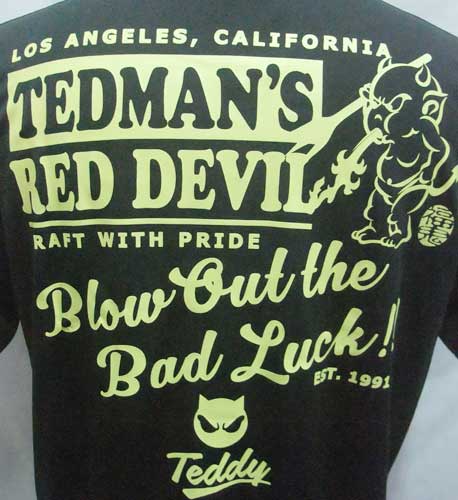 LOS ANGELES, CALIFORNIA
TEDMAN'S
RED DEVIL
RAFT WITH PRIDE
Blow Out the
Bad Luck!!
EST. 1991
Teddy